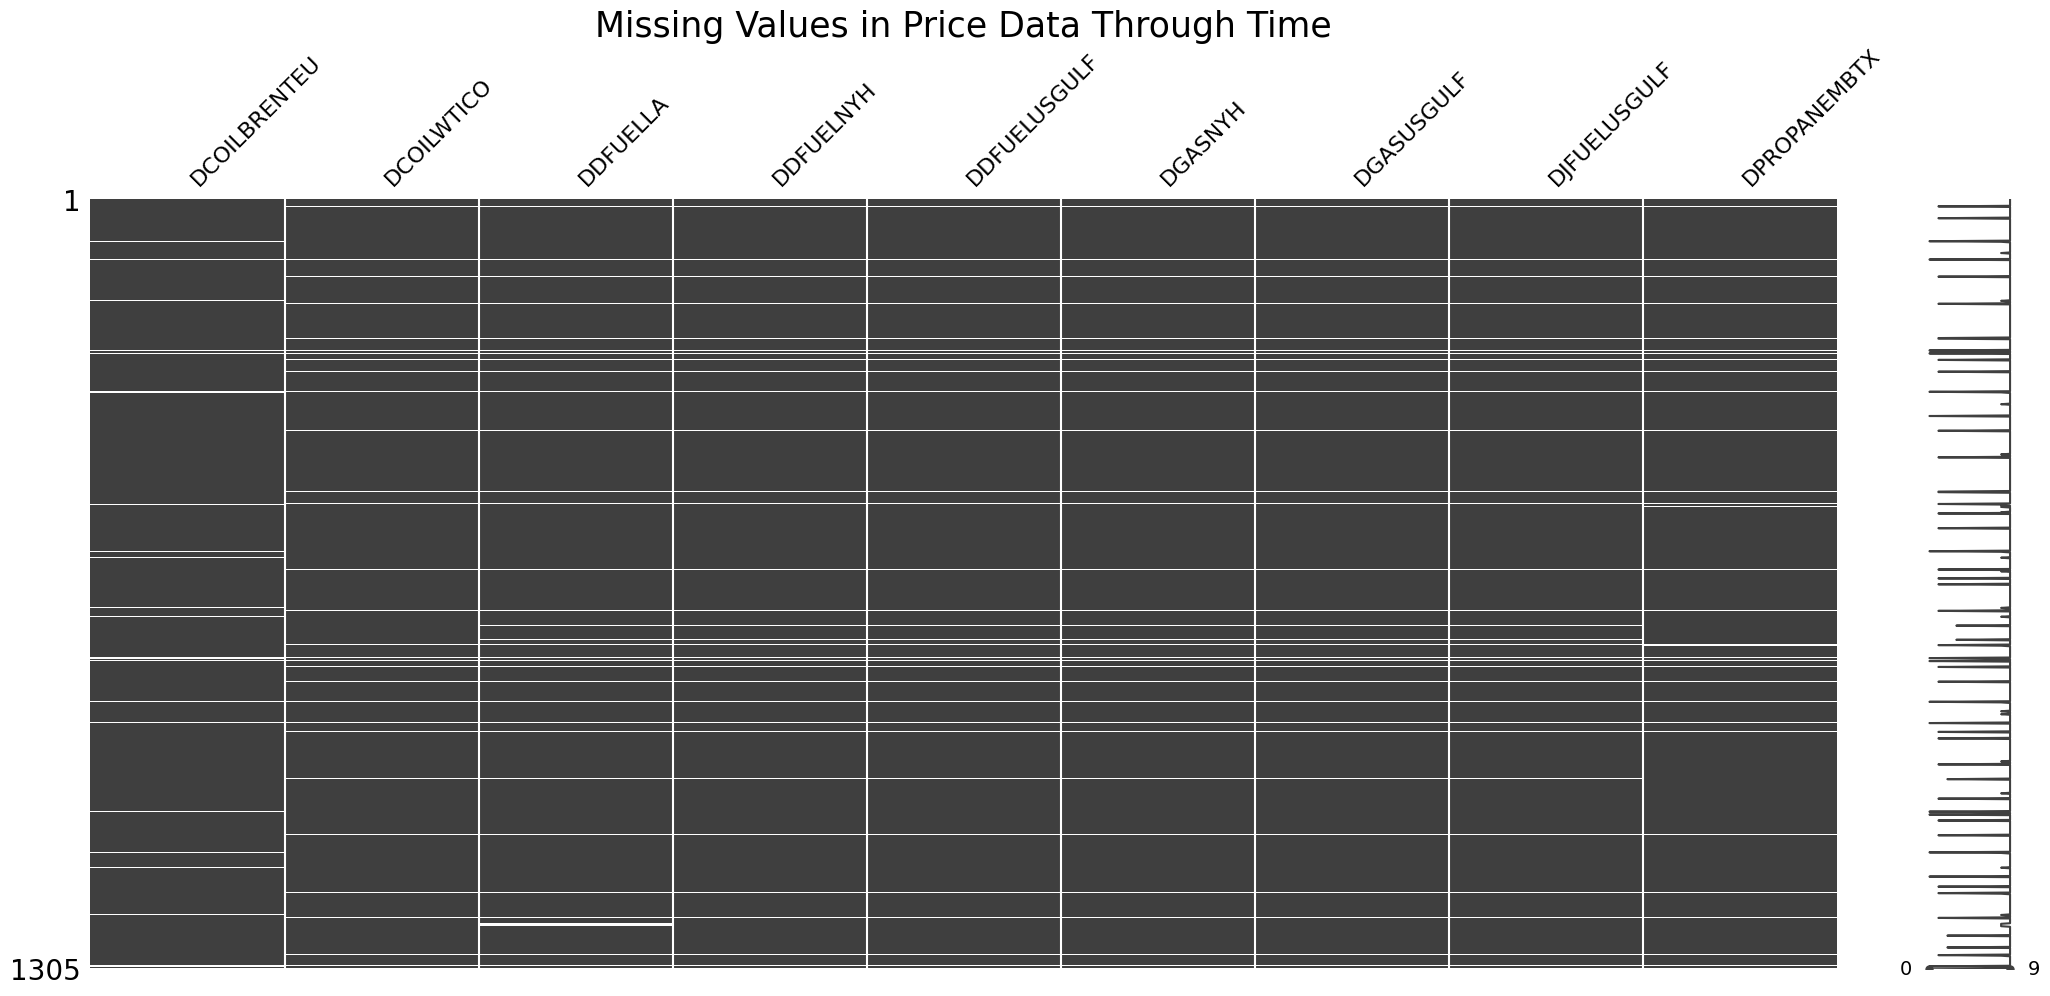 Missing Values in Price Data Through Time
DCOILBRENTEU
DCOILWTICO
DDFUELLA
DDFUELNYH
DDFUELUSGULF
DGASNYH
DGASUSGULF
DJFUELUSGULF
DPROPANEMBTX
1
1305
0
9